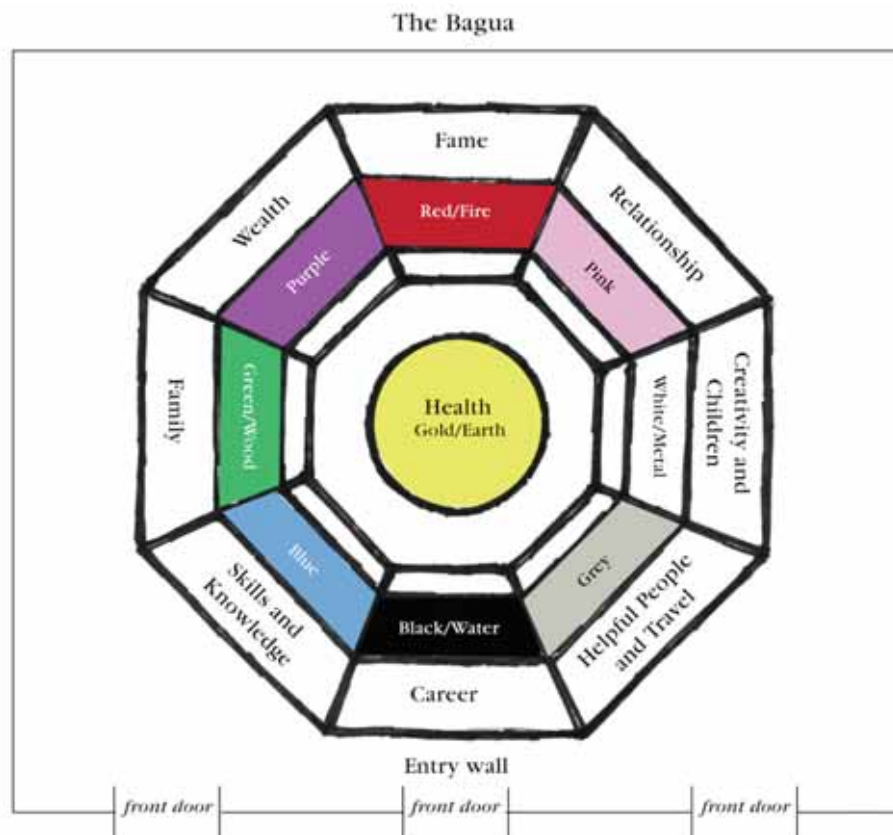 The Bagua
Fame
Red/Fire
Wealth
Purple
Relationship
Pink
Family
Green/Wood
Health
Gold/Earth
White/Metal
Creativity and
Children
Blue
Skills and
Knowledge
Grey
Helpful People
and Travel
Black/Water
Career
Entry wall
front door
front door
front door